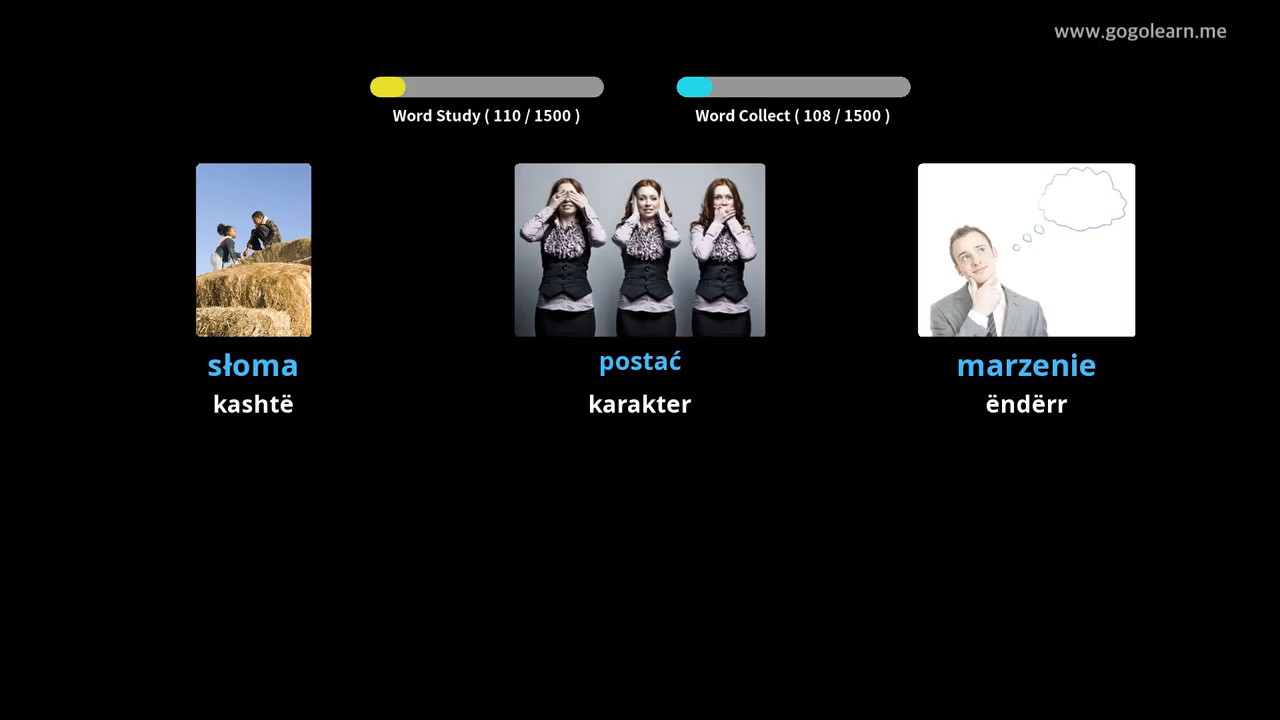 www.gogolearn.me
Word Study ( 110 / 1500 )
Word Collect ( 108 / 1500 )
słoma
kashtë
postać
karakter
marzenie
ëndërr